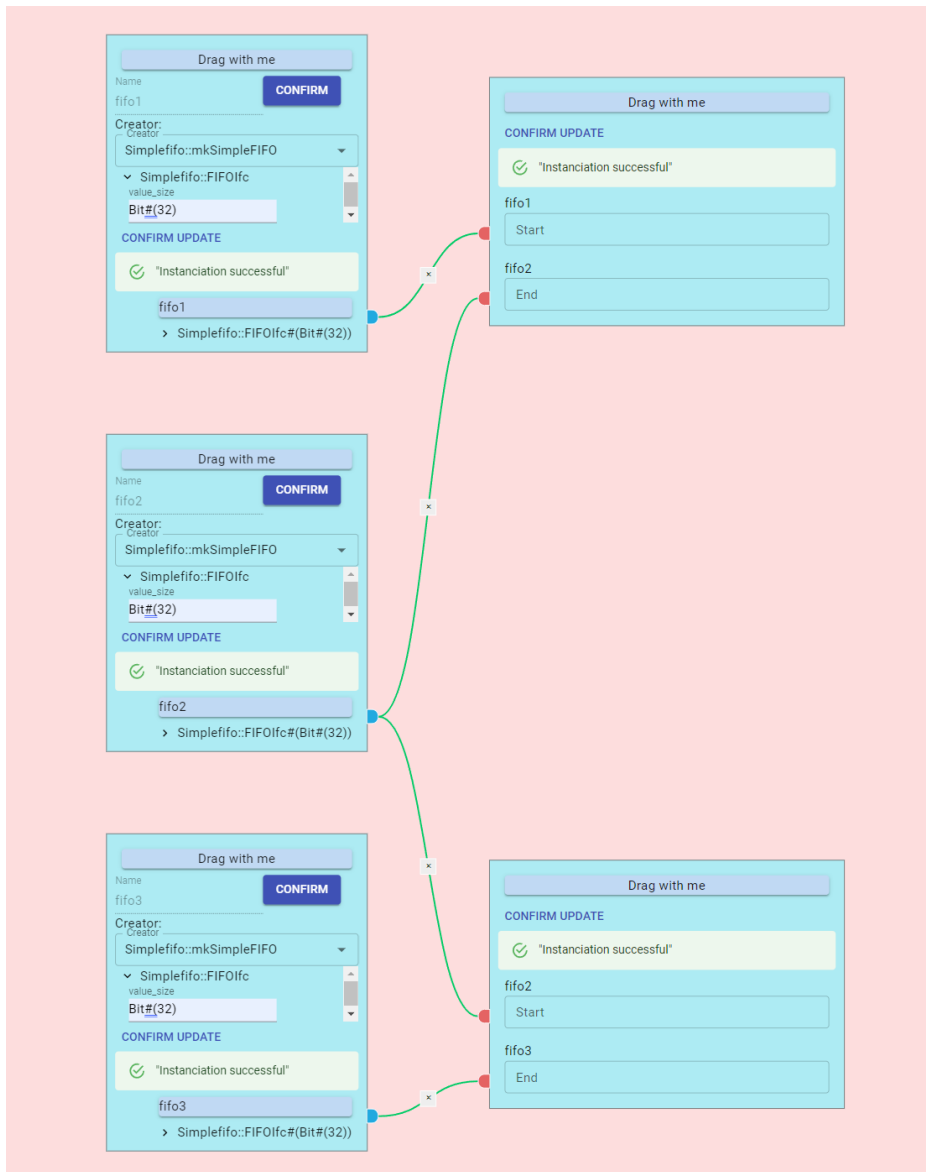 Drag with me
Name
fifo1
CONFIRM
Creator:
Creator
Simplefifo::mkSimpleFIFO
Simplefifo::FIFOIfc
value_size
Bit#(32)
CONFIRM UPDATE
"Instanciation successful"
fifo1
Simplefifo::FIFOIfc#(Bit#(32))
Drag with me
CONFIRM UPDATE
"Instanciation successful"
fifo1
Start
fifo2
End
Drag with me
Name
fifo2
CONFIRM
Creator:
Creator
Simplefifo::mkSimpleFIFO
Simplefifo::FIFOIfc
value_size
Bit#(32)
CONFIRM UPDATE
"Instanciation successful"
fifo2
Simplefifo::FIFOIfc#(Bit#(32))
Drag with me
Name
fifo3
CONFIRM
Creator:
Creator
Simplefifo::mkSimpleFIFO
Simplefifo::FIFOIfc
value_size
Bit#(32)
CONFIRM UPDATE
"Instanciation successful"
fifo3
Simplefifo::FIFOIfc#(Bit#(32))
Drag with me
CONFIRM UPDATE
"Instanciation successful"
fifo2
Start
fifo3
End